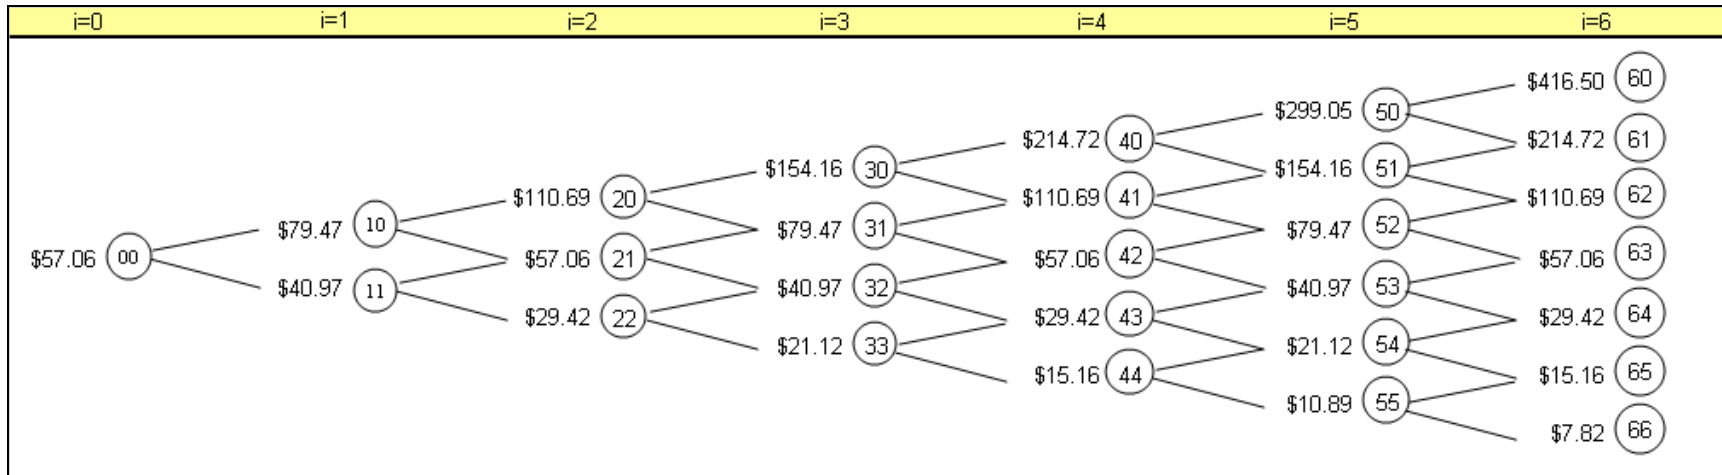 i=0 i=1 i=2 i=3 i=4 i=5 i=6
$416.50 60
$299.05 50
$214.72 40 $214.72 61
$154.16 30 $154.16 51
$110.69 20 $110.69 41 $110.69 62
$79.47 10 $79.47 31 $79.47 52
$57.06 00 $57.06 21 $57.06 42 $57.06 63
$40.97 11 $40.97 32 $40.97 53
$29.42 22 $29.42 43 $29.42 64
$21.12 33 $21.12 54
$15.16 44 $15.16 65
$10.89 55
$7.82 66